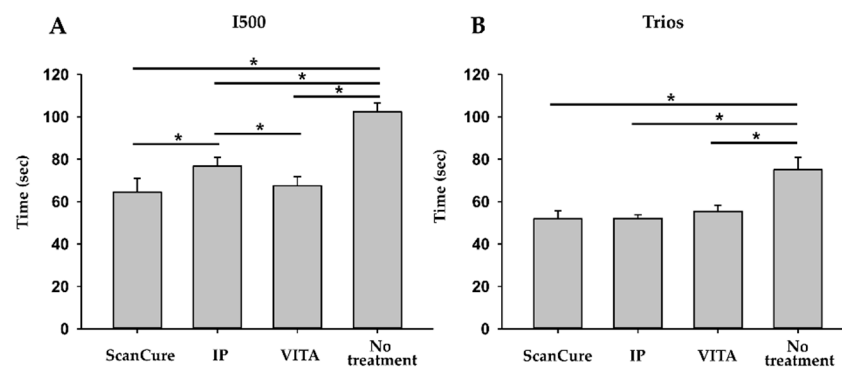 A
I500
*
*
*
*
*
Time (sec)
120
100
80
60
40
20
0
ScanCure
IP
VITA
No
treatment
B
Trios
*
*
*
Time (sec)
120
100
80
60
40
20
0
ScanCure
IP
VITA
No
treatment